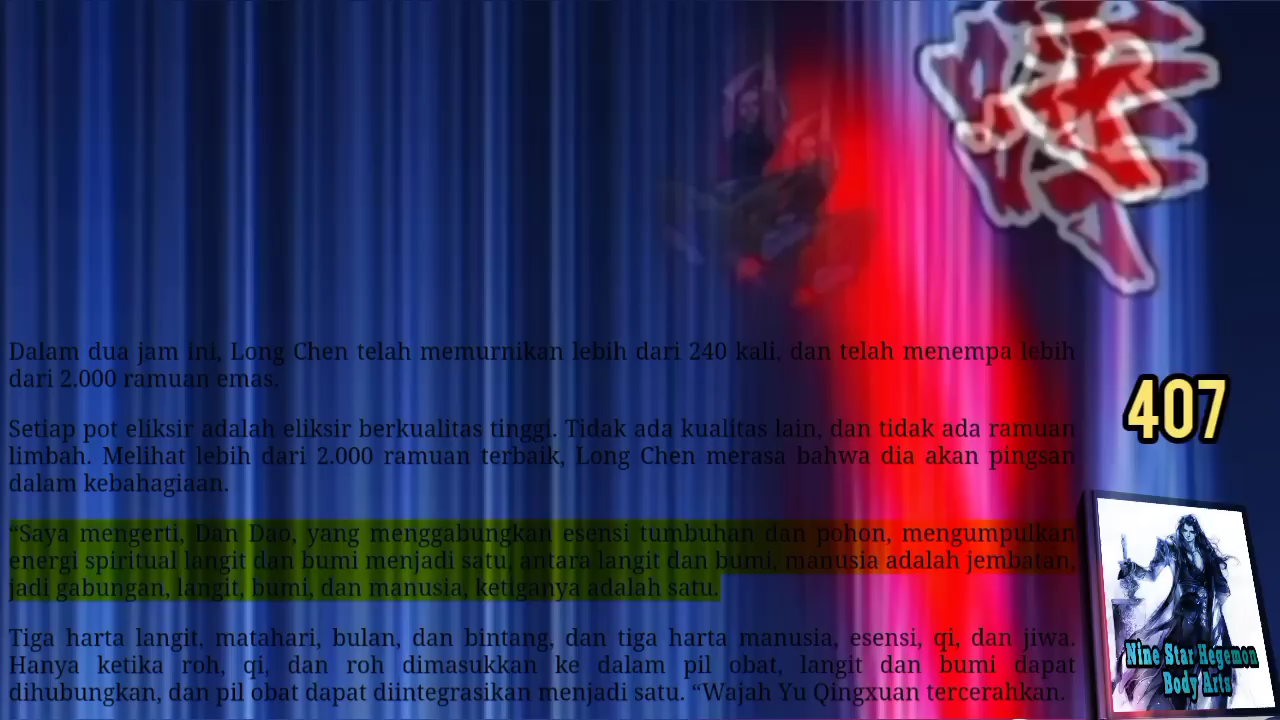 Dalam dua jam ini, Long Chen telah memurnikan lebih dari 240 kali, dan telah menempa lebih
dari 2.000 ramuan emas.
Setiap pot eliksir adalah eliksir berkualitas tinggi. Tidak ada kualitas lain, dan tidak ada ramuan
limbah. Melihat lebih dari 2.000 ramuan terbaik, Long Chen merasa bahwa dia akan pingsan
dalam kebahagiaan.
“Saya mengerti, Dan Dao, yang menggabungkan esensi tumbuhan dan pohon, mengumpulkan
energi spiritual langit dan bumi menjadi satu, antara langit dan bumi, manusia adalah jembatan,
jadi gabungan, langit, bumi, dan manusia, ketiganya adalah satu.
Tiga harta langit, matahari, bulan, dan bintang, dan tiga harta manusia, esensi, qi, dan jiwa.
Hanya ketika roh, qi, dan roh dimasukkan ke dalam pil obat, langit dan bumi dapat
dihubungkan, dan pil obat dapat diintegrasikan menjadi satu. “Wajah Yu Qingxuan tercerahkan.
407
Nine Star Hegemon
Body Arts